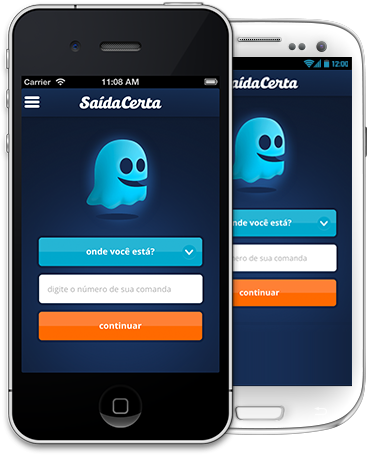 Carrier 11:08 AM
SaídaCerta
onde você está?
digite o número de sua comanda
continuar
12:00
aídaCerta
nde você está?
mero de sua comanda
continuar